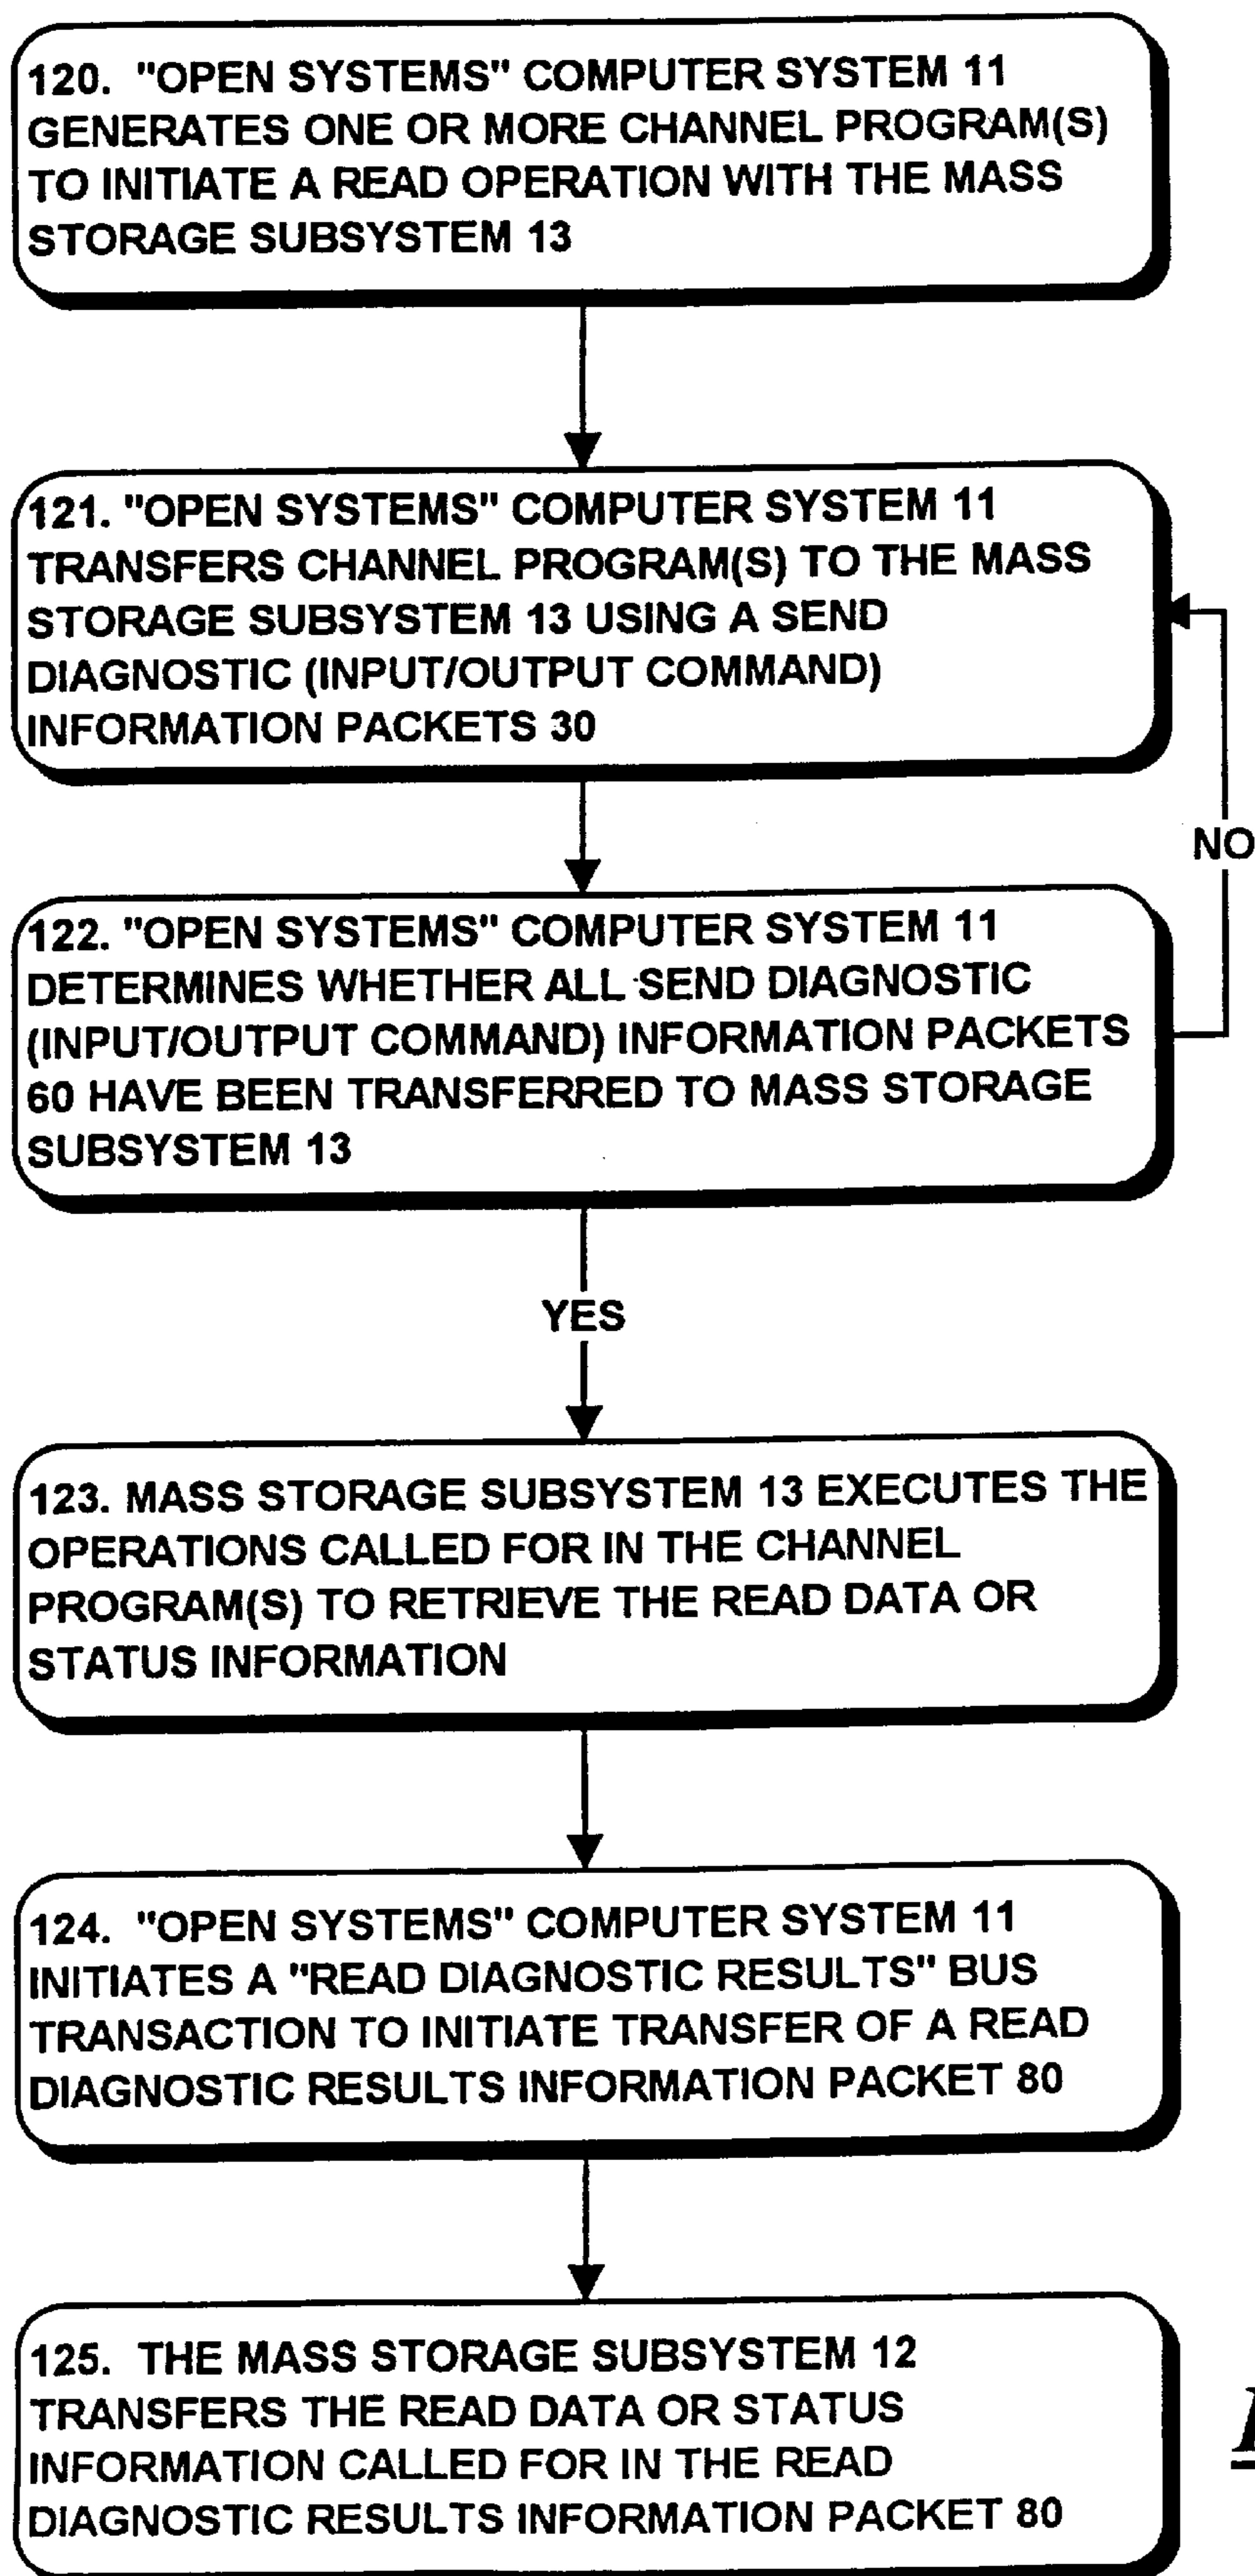 120. "OPEN SYSTEMS" COMPUTER SYSTEM 11
GENERATES ONE OR MORE CHANNEL PROGRAM(S)
TO INITIATE A READ OPERATION WITH THE MASS
STORAGE SUBSYSTEM 13
121. "OPEN SYSTEMS" COMPUTER SYSTEM 11
TRANSFERS CHANNEL PROGRAM(S) TO THE MASS
STORAGE SUBSYSTEM 13 USING A SEND
DIAGNOSTIC (INPUT/OUTPUT COMMAND)
INFORMATION PACKETS 30
NO
122. "OPEN SYSTEMS" COMPUTER SYSTEM 11
DETERMINES WHETHER ALL SEND DIAGNOSTIC
(INPUT/OUTPUT COMMAND) INFORMATION PACKETS
60 HAVE BEEN TRANSFERRED TO MASS STORAGE
SUBSYSTEM 13
YES
123. MASS STORAGE SUBSYSTEM 13 EXECUTES THE
OPERATIONS CALLED FOR IN THE CHANNEL
PROGRAM(S) TO RETRIEVE THE READ DATA OR
STATUS INFORMATION
124. "OPEN SYSTEMS" COMPUTER SYSTEM 11
INITIATES A "READ DIAGNOSTIC RESULTS" BUS
TRANSACTION TO INITIATE TRANSFER OF A READ
DIAGNOSTIC RESULTS INFORMATION PACKET 80
125. THE MASS STORAGE SUBSYSTEM 12
TRANSFERS THE READ DATA OR STATUS
INFORMATION CALLED FOR IN THE READ
DIAGNOSTIC RESULTS INFORMATION PACKET 80